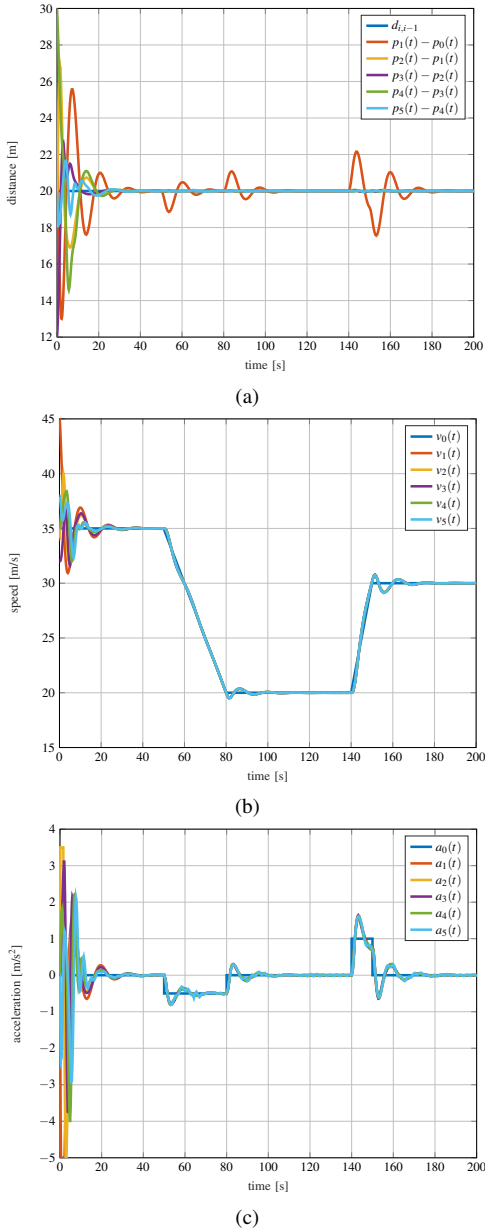 30
28
26
24
22
20
18
16
14
12
distance [m]
d_{i,i−1}
p_1(t) − p_0(t)
p_2(t) − p_1(t)
p_3(t) − p_2(t)
p_4(t) − p_3(t)
p_5(t) − p_4(t)
0 20 40 60 80 100 120 140 160 180 200
time [s]
(a)
45
40
35
30
25
20
15
speed [m/s]
v_0(t)
v_1(t)
v_2(t)
v_3(t)
v_4(t)
v_5(t)
0 20 40 60 80 100 120 140 160 180 200
time [s]
(b)
4
3
2
1
0
−1
−2
−3
−4
−5
acceleration [m/s²]
a_0(t)
a_1(t)
a_2(t)
a_3(t)
a_4(t)
a_5(t)
0 20 40 60 80 100 120 140 160 180 200
time [s]
(c)